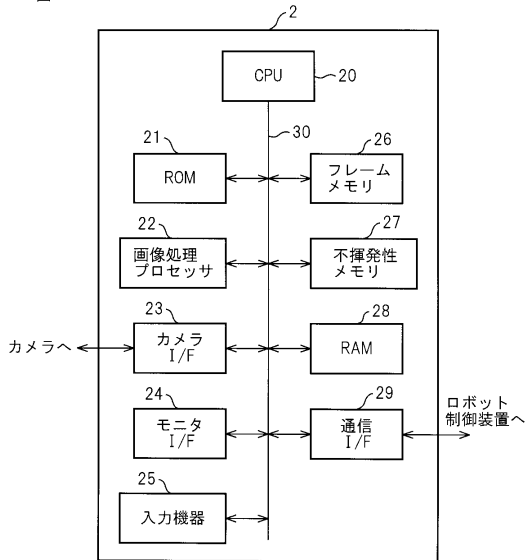 2
CPU
20
30
21
ROM
26
フレーム
メモリ
22
画像処理
プロセッサ
27
不揮発性
メモリ
23
カメラへ
カメラ
I/F
28
RAM
24
モニタ
I/F
29
通信
I/F
ロボット
制御装置へ
25
入力機器